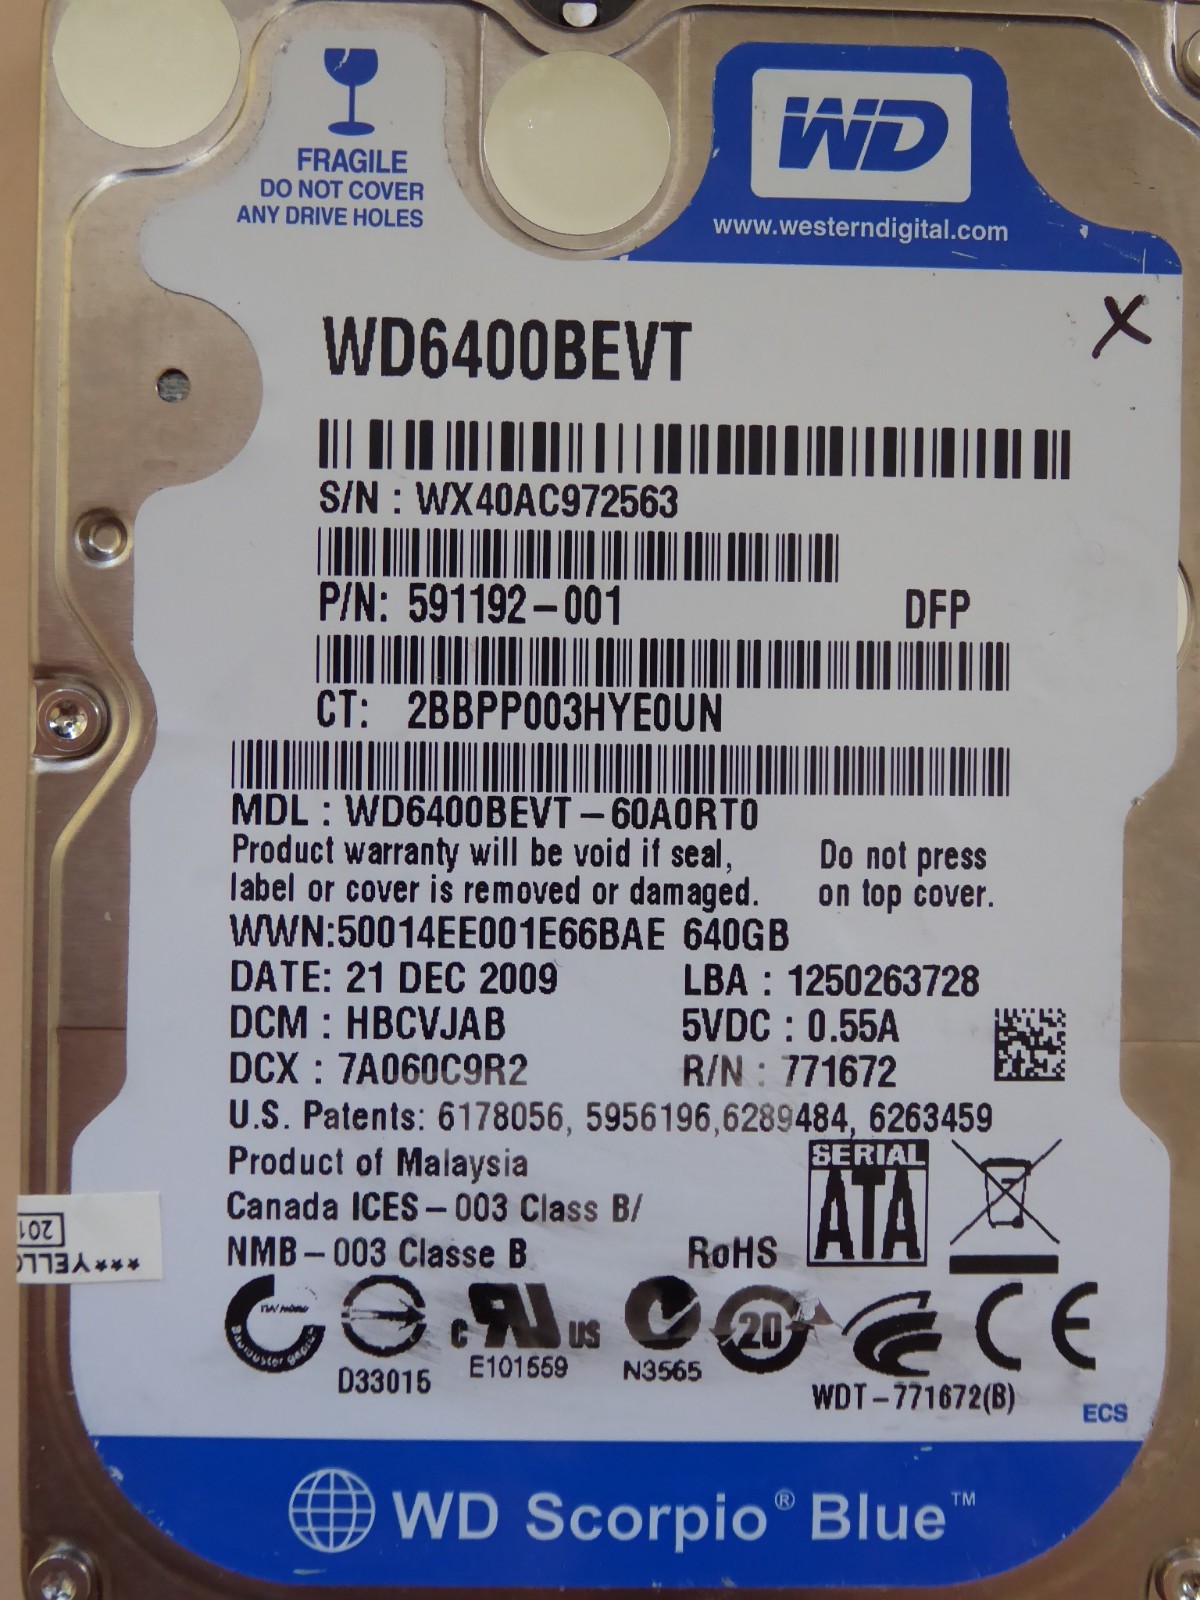 FRAGILE
DO NOT COVER
ANY DRIVE HOLES
WD
www.westerndigital.com
WD6400BEVT
X
S/N : WX40AC972563
P/N: 591192-001 DFP
CT: 2BBPP003HYE0UN
MDL : WD6400BEVT-60A0RT0
Product warranty will be void if seal, Do not press
label or cover is removed or damaged. on top cover.
WWN:50014EE001E66BAE 640GB
DATE: 21 DEC 2009 LBA : 1250263728
DCM : HBCVJAB 5VDC : 0.55A
DCX : 7A060C9R2 R/N : 771672
U.S. Patents: 6178056, 5956196,6289484, 6263459
Product of Malaysia SERIAL
Canada ICES-003 Class B/ ATA
NMB-003 Classe B RoHS
201
***YELLO
c US 20 CE
D33015 E101559 N3565
WDT-771672(B)
ECS
WD Scorpio® Blue™